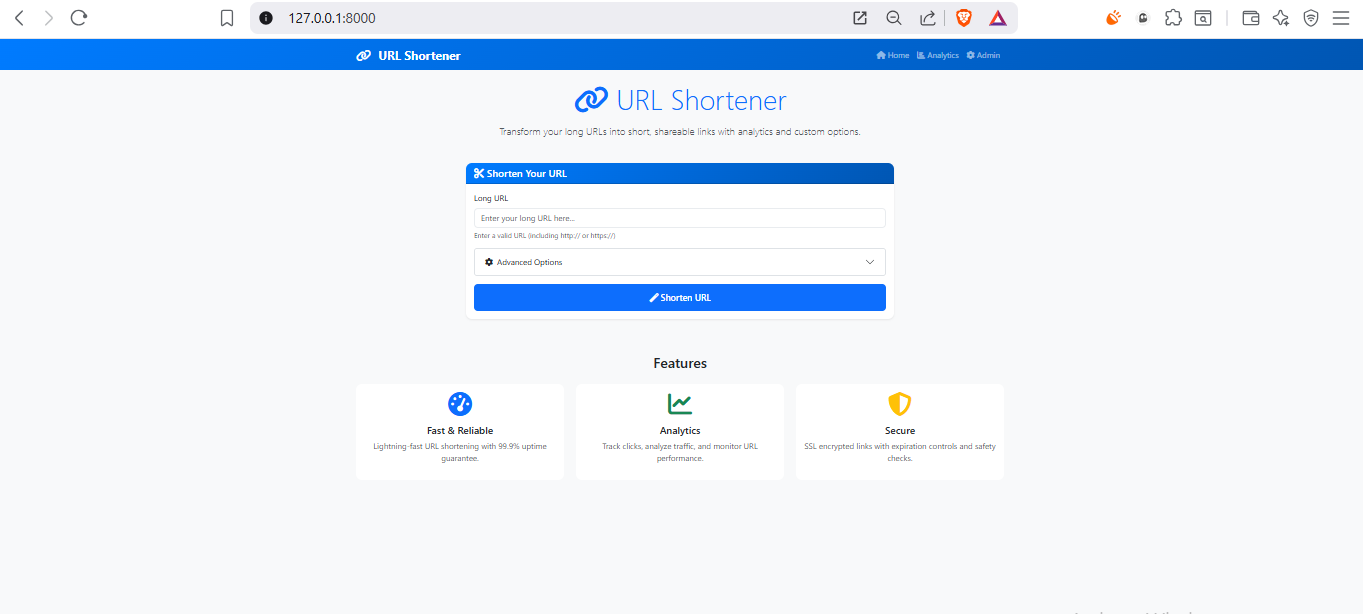 127.0.0.1:8000
URL Shortener
Home Analytics Admin
URL Shortener
Transform your long URLs into short, shareable links with analytics and custom options.
Shorten Your URL
Long URL
Enter your long URL here...
Enter a valid URL (including http:// or https://)
Advanced Options
Shorten URL
Features
Fast & Reliable
Lightning-fast URL shortening with 99.9% uptime
guarantee.
Analytics
Track clicks, analyze traffic, and monitor URL
performance.
Secure
SSL encrypted links with expiration controls and safety
checks.